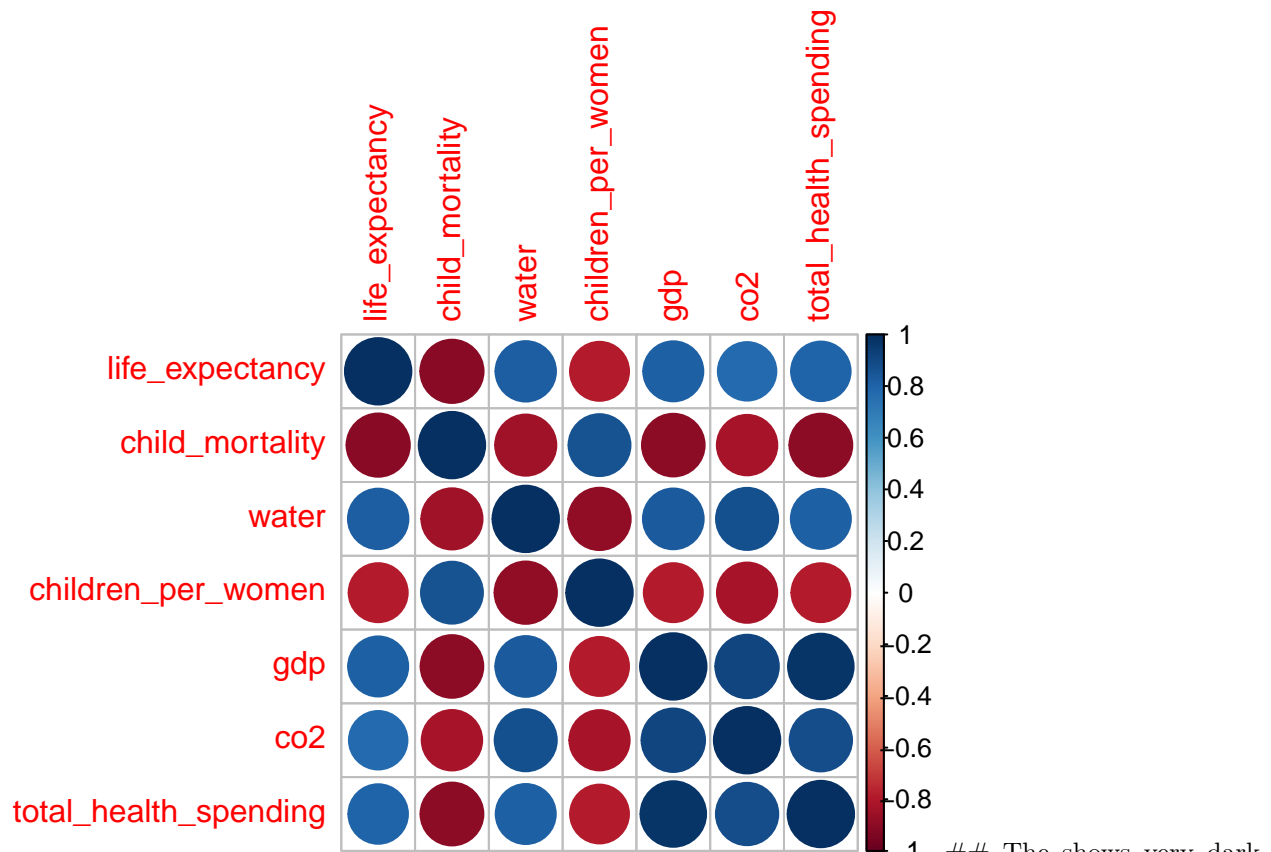 life_expectancy
child_mortality
water
children_per_women
gdp
co2
total_health_spending
life_expectancy
child_mortality
water
children_per_women
gdp
co2
total_health_spending
1
0.8
0.6
0.4
0.2
0
-0.2
-0.4
-0.6
-0.8
-1
## The shows very dark